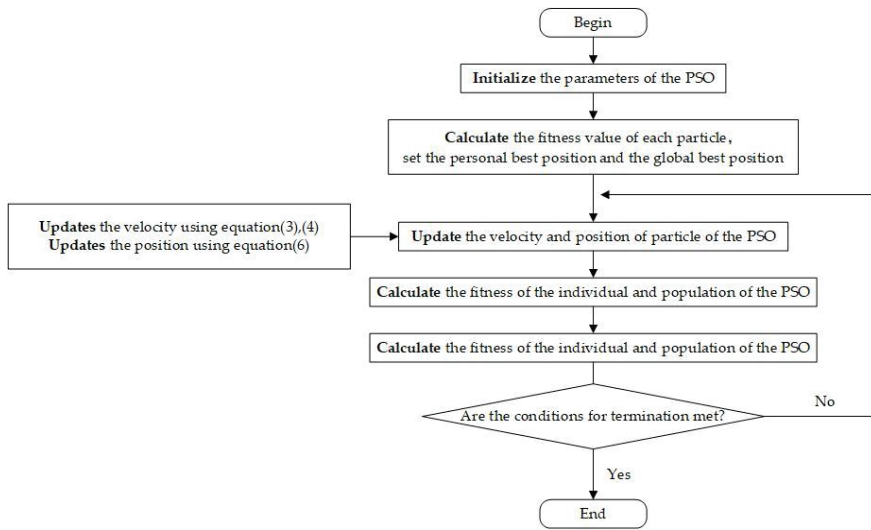 Begin
Initialize the parameters of the PSO
Calculate the fitness value of each particle,
set the personal best position and the global best position
Updates the velocity using equation(3),(4)
Updates the position using equation(6)
Update the velocity and position of particle of the PSO
Calculate the fitness of the individual and population of the PSO
Calculate the fitness of the individual and population of the PSO
Are the conditions for termination met?
No
Yes
End